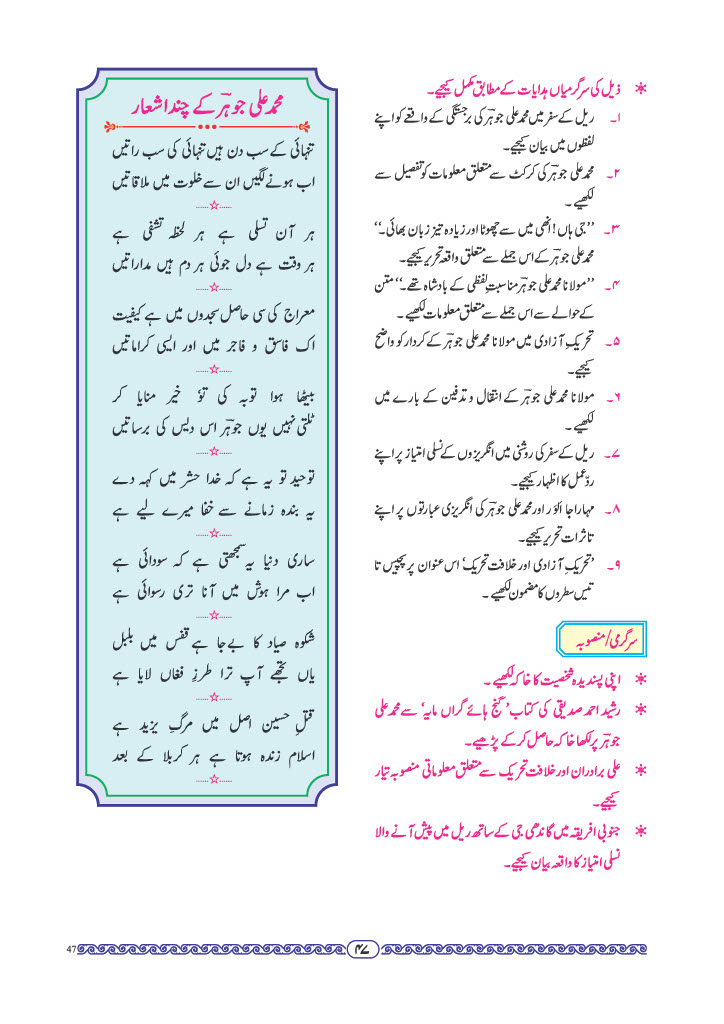 ذیل کی سرگرمیاں ہدایات کے مطابق مکمل کیجیے۔
۱۔ ریل کے سفر میں محمد علی جوہرؔ کی برجستگی کے واقعے کو اپنے
لفظوں میں بیان کیجیے۔
۲۔ محمد علی جوہرؔ کی کرکٹ سے متعلق معلومات کو تفصیل سے
لکھیے۔
۳۔ ’’جی ہاں! انھی میں سے چھوٹا اور زیادہ تیز زبان بھائی۔‘‘
محمد علی جوہرؔ کے اس جملے سے متعلق واقعہ تحریر کیجیے۔
۴۔ ’’مولانا محمد علی جوہرؔ مناسبتِ لفظی کے بادشاہ تھے۔‘‘ متن
کے حوالے سے اس جملے سے متعلق معلومات لکھیے۔
۵۔ تحریکِ آزادی میں مولانا محمد علی جوہرؔ کے کردار کو واضح
کیجیے۔
۶۔ مولانا محمد علی جوہرؔ کے انتقال و تدفین کے بارے میں
لکھیے۔
۷۔ ریل کے سفر کی روشنی میں انگریزوں کے نسلی امتیاز پر اپنے
ردِّ عمل کا اظہار کیجیے۔
۸۔ مہاراجا الوَر اور محمد علی جوہرؔ کی انگریزی عبارتوں پر اپنے
تاثرات تحریر کیجیے۔
۹۔ ’تحریکِ آزادی اور خلافت تحریک‘ اس عنوان پر پچیس تا
تیس سطروں کا مضمون لکھیے۔
سرگرمی/منصوبہ
اپنی پسندیدہ شخصیت کا خاکہ لکھیے۔
رشید احمد صدیقی کی کتاب ’گنج ہائے گراں مایہ‘ سے محمد علی
جوہرؔ پر لکھا خاکہ حاصل کرکے پڑھیے۔
علی برادران اور خلافت تحریک سے متعلق معلوماتی منصوبہ تیار
کیجیے۔
جنوبی افریقہ میں گاندھی جی کے ساتھ ریل میں پیش آنے والا
نسلی امتیاز کا واقعہ بیان کیجیے۔
محمد علی جوہرؔ کے چند اشعار
تنہائی کے سب دن ہیں تنہائی کی سب راتیں
اب ہونے لگیں ان سے خلوت میں ملاقاتیں
ہر آن تسلی ہے ہر لحظہ تشفی ہے
ہر وقت ہے دل جوئی ہر دم ہیں مداراتیں
معراج کی سی حاصل سجدوں میں ہے کیفیت
اک فاسق و فاجر میں اور ایسی کراماتیں
بیٹھا ہوا توبہ کی توٗ خیر منایا کر
ٹلتی نہیں یوں جوہرؔ اس دیس کی برساتیں
توحید تو یہ ہے کہ خدا حشر میں کہہ دے
یہ بندہ زمانے سے خفا میرے لیے ہے
ساری دنیا یہ سمجھتی ہے کہ سودائی ہے
اب مرا ہوش میں آنا تری رسوائی ہے
شکوہ صیاد کا بے جا ہے قفس میں بلبل
یاں تجھے آپ ترا طرزِ فغاں لایا ہے
قتلِ حسین اصل میں مرگِ یزید ہے
اسلام زندہ ہوتا ہے ہر کربلا کے بعد
۴۷
47